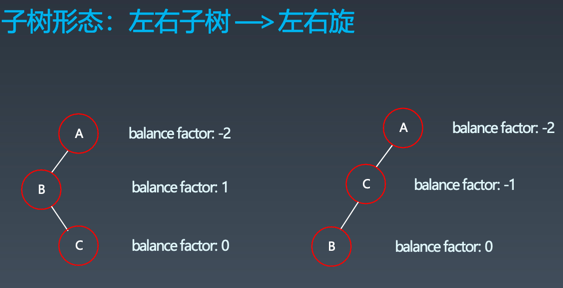 子树形态：左右子树 —> 左右旋
A
balance factor: -2
B
balance factor: 1
C
balance factor: 0
A
balance factor: -2
C
balance factor: -1
B
balance factor: 0